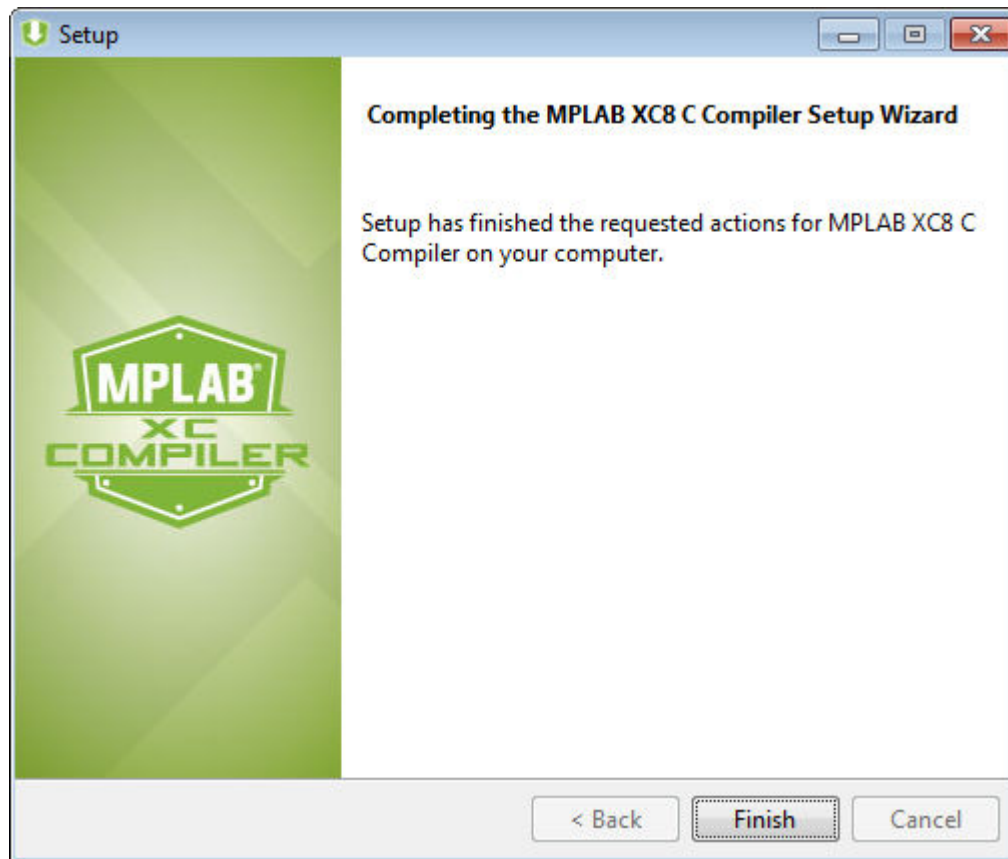 Setup
Completing the MPLAB XC8 C Compiler Setup Wizard
Setup has finished the requested actions for MPLAB XC8 C
Compiler on your computer.
MPLAB®
XC
COMPILER
< Back
Finish
Cancel